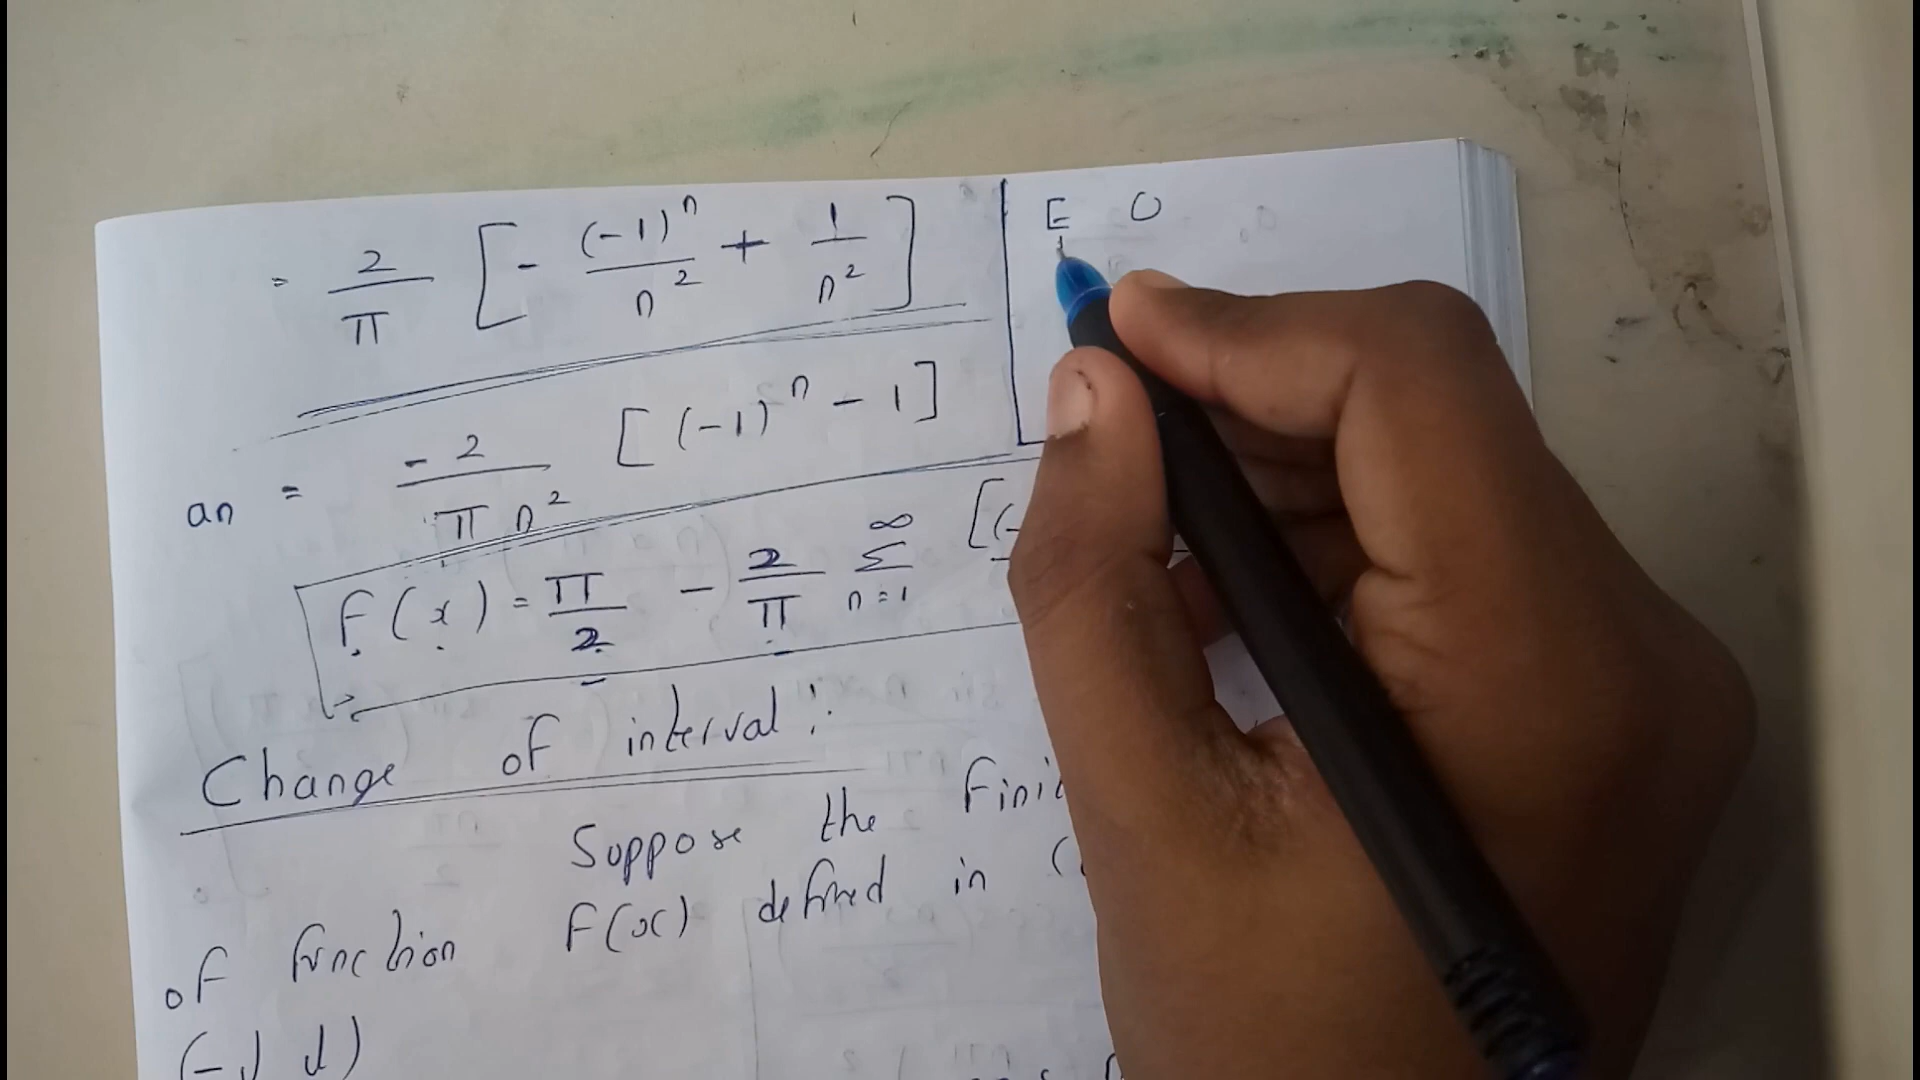 = 2/π [ - (-1)^n/n^2 + 1/n^2 ]
E O
an = -2/πn^2 [(-1)^n - 1]
f(x) = π/2 - 2/π ∑ n=1 ∞ [(-
Change of interval:
Suppose the fini
of function f(x) defined in (